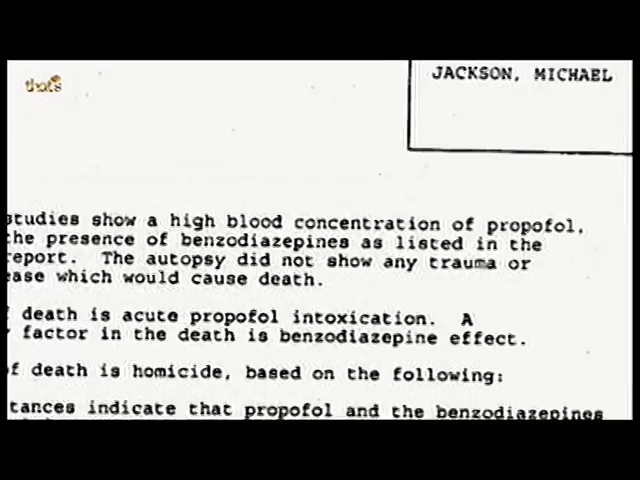 that's
JACKSON, MICHAEL
studies show a high blood concentration of propofol,
the presence of benzodiazepines as listed in the
report. The autopsy did not show any trauma or
ease which would cause death.
f death is acute propofol intoxication. A
factor in the death is benzodiazepine effect.
of death is homicide, based on the following:
tances indicate that propofol and the benzodiazepines